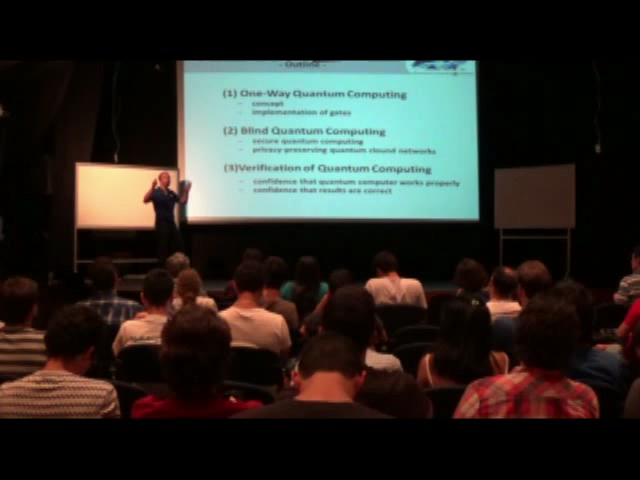 - Outline -
(1) One-Way Quantum Computing
- concept
- implementation of gates
(2) Blind Quantum Computing
- secure quantum computing
- privacy-preserving quantum clound networks
(3)Verification of Quantum Computing
- confidence that quantum computer works properly
- confidence that results are correct